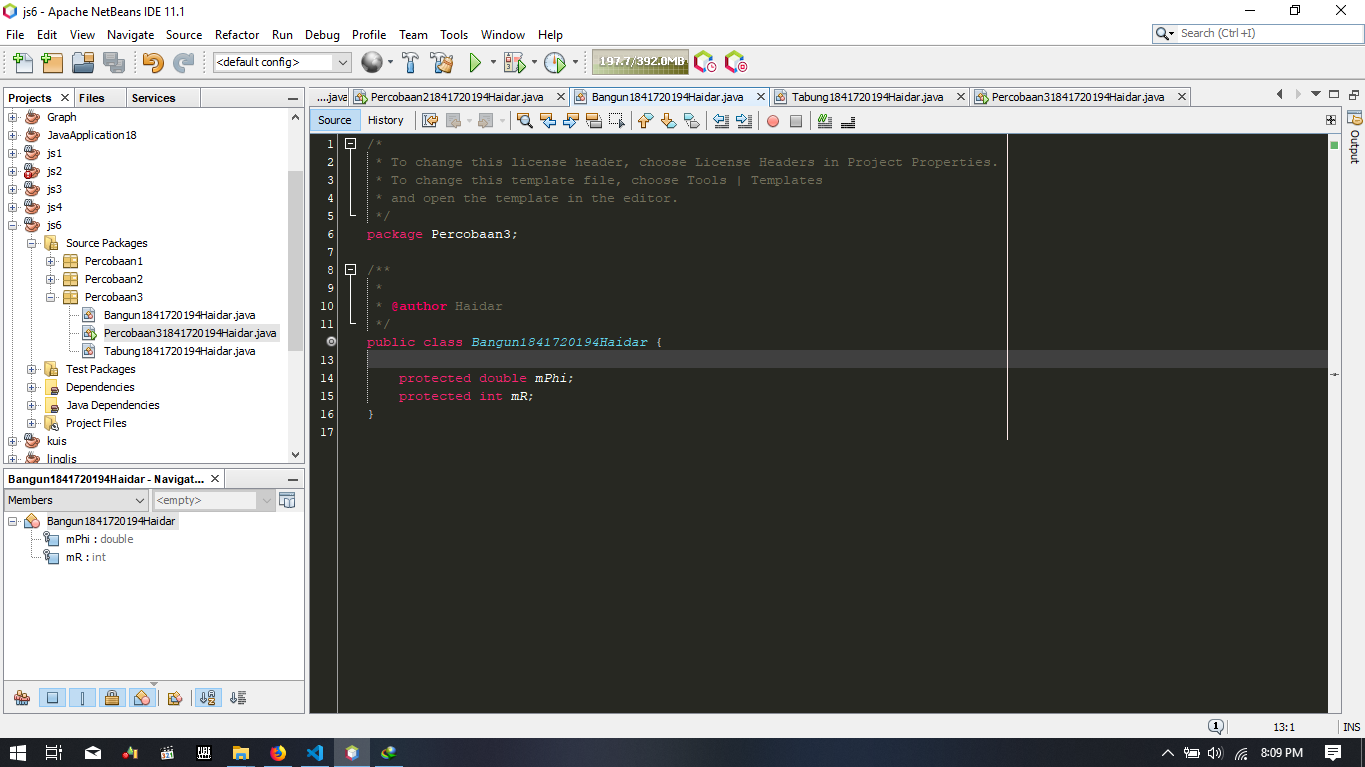 js6 - Apache NetBeans IDE 11.1
File Edit View Navigate Source Refactor Run Debug Profile Team Tools Window Help
Search (Ctrl+I)
<default config>
197.7/392.0MB
Projects Files Services
Graph
JavaApplication18
js1
js2
js3
js4
js6
Source Packages
Percobaan1
Percobaan2
Percobaan3
Bangun1841720194Haidar.java
Percobaan31841720194Haidar.java
Tabung1841720194Haidar.java
Test Packages
Dependencies
Java Dependencies
Project Files
kuis
linglis
Bangun1841720194Haidar - Navigat...
Members
<empty>
Bangun1841720194Haidar
mPhi : double
mR : int
....java Percobaan21841720194Haidar.java Bangun1841720194Haidar.java Tabung1841720194Haidar.java Percobaan31841720194Haidar.java
Source History
1 /*
2 * To change this license header, choose License Headers in Project Properties.
3 * To change this template file, choose Tools | Templates
4 * and open the template in the editor.
5 */
6 package Percobaan3;
7
8 /**
9 *
10 * @author Haidar
11 */
public class Bangun1841720194Haidar {
13
14 protected double mPhi;
15 protected int mR;
16 }
17
Output
1
13:1
INS
8:09 PM